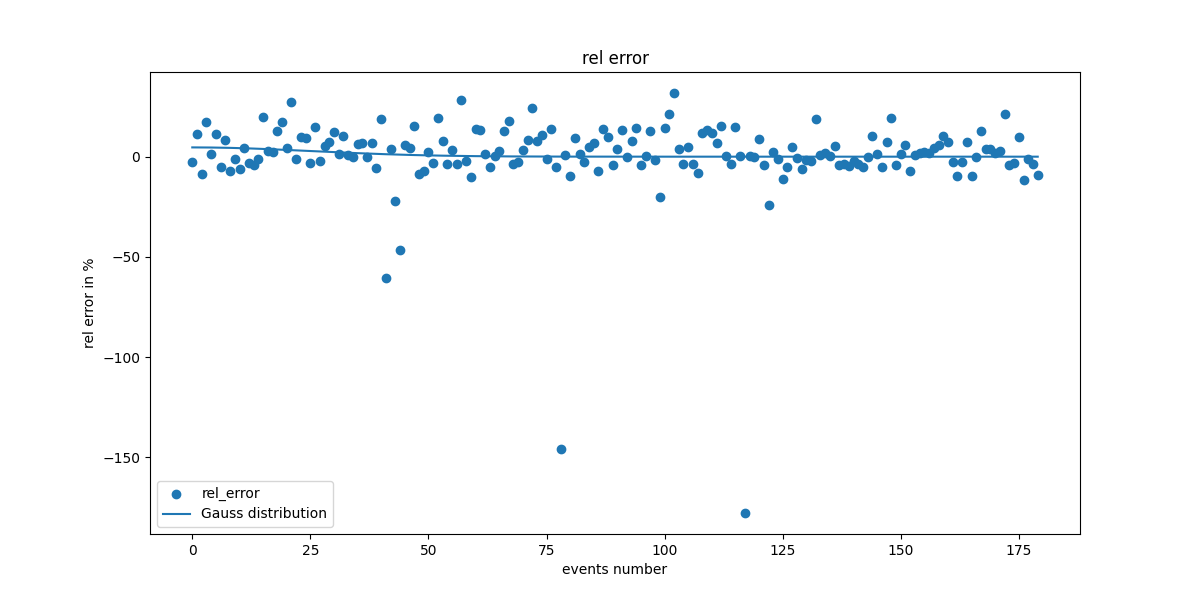 rel error
rel error in %
0
−50
−100
−150
rel_error
Gauss distribution
0 25 50 75 100 125 150 175
events number